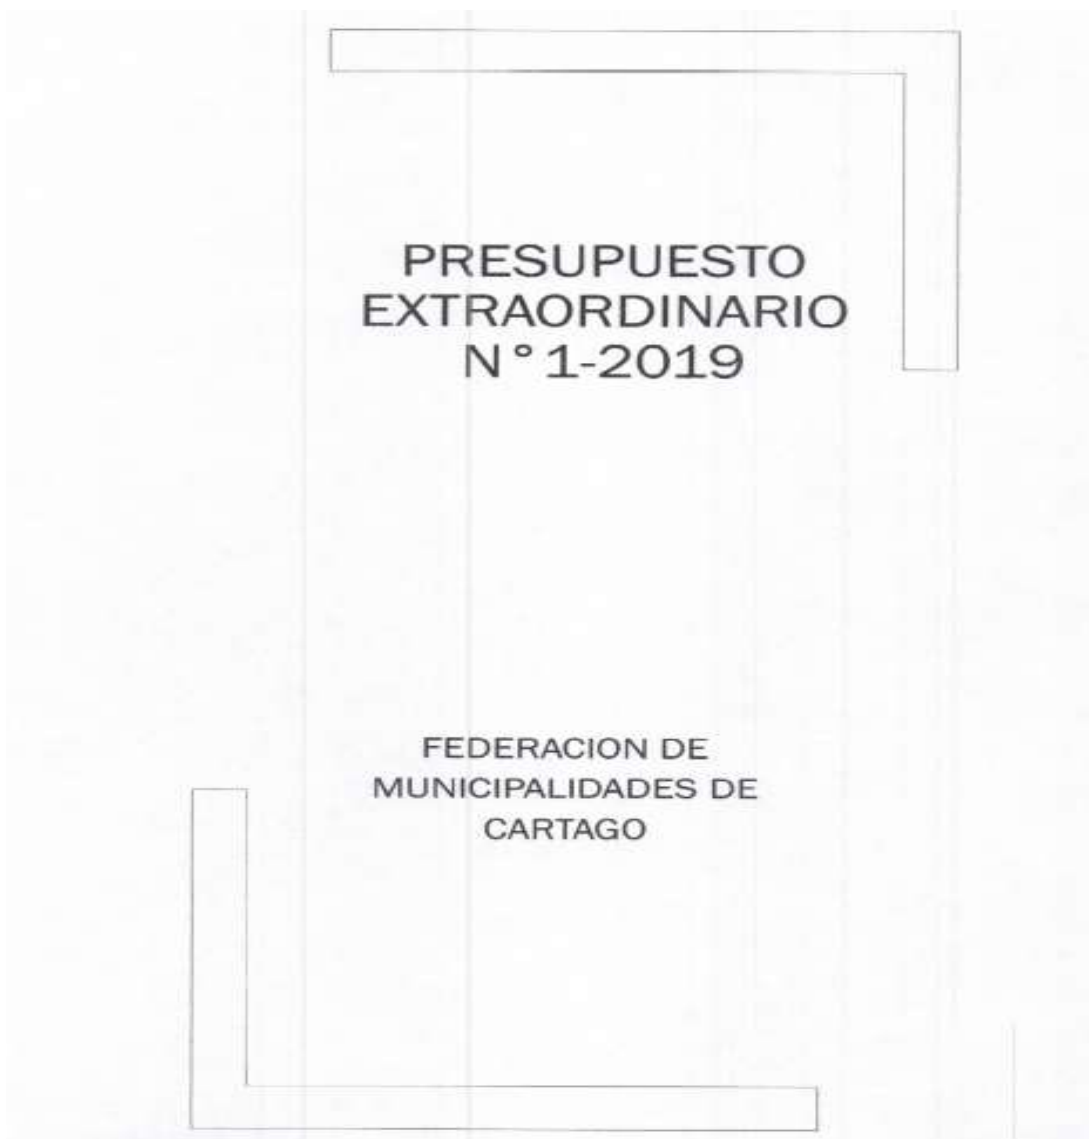 PRESUPUESTO
EXTRAORDINARIO
N°1-2019
FEDERACION DE
MUNICIPALIDADES DE
CARTAGO